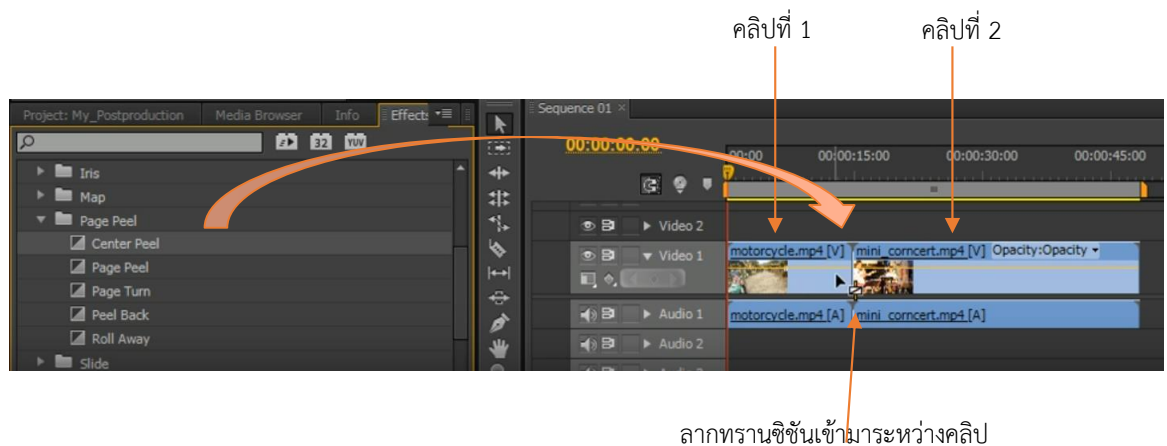 คลิปที่ 1 คลิปที่ 2
Project: My_Postproduction Media Browser Info Effects
32 YUV
Iris
Map
Page Peel
Center Peel
Page Peel
Page Turn
Peel Back
Roll Away
Slide
Sequence 01 ×
00:00:00:00
00:00 00:00:15:00 00:00:30:00 00:00:45:00
Video 2
Video 1 motorcycle.mp4 [V] mini_corncert.mp4 [V] Opacity:Opacity
Audio 1 motorcycle.mp4 [A] mini_corncert.mp4 [A]
Audio 2
ลากทรานซิชันเข้ามาระหว่างคลิป